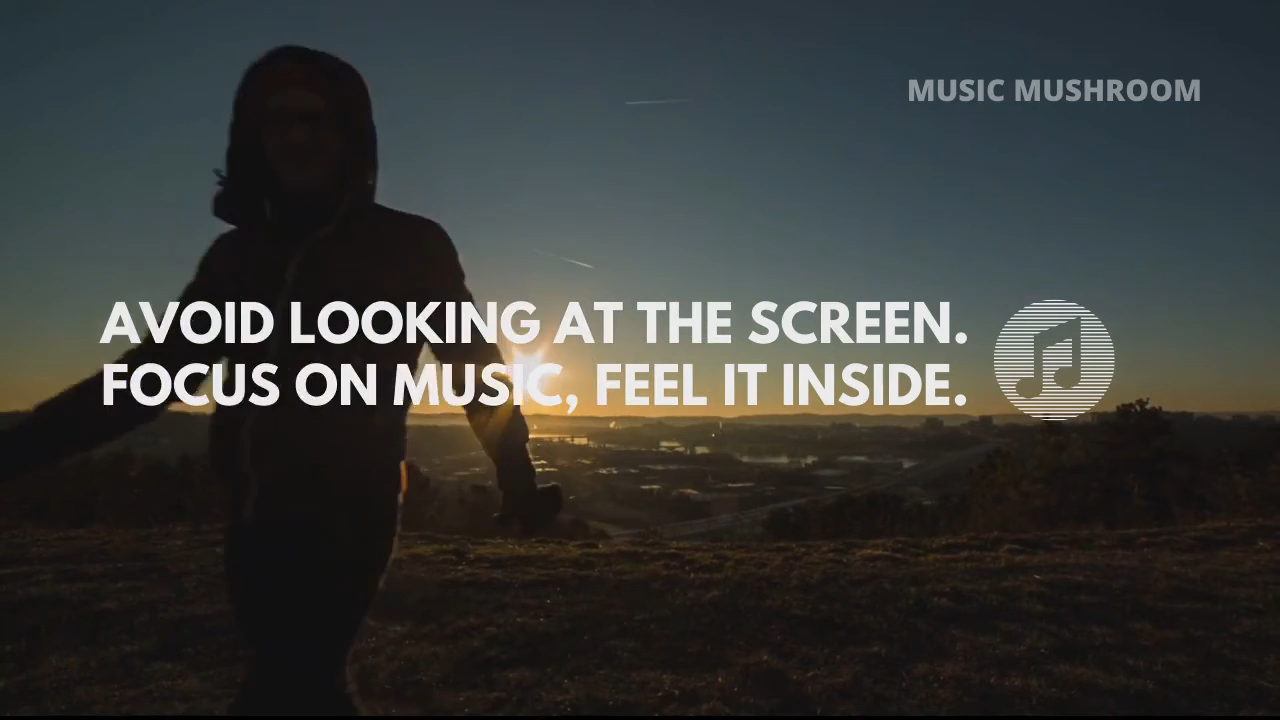 MUSIC MUSHROOM
AVOID LOOKING AT THE SCREEN.
FOCUS ON MUSIC, FEEL IT INSIDE.